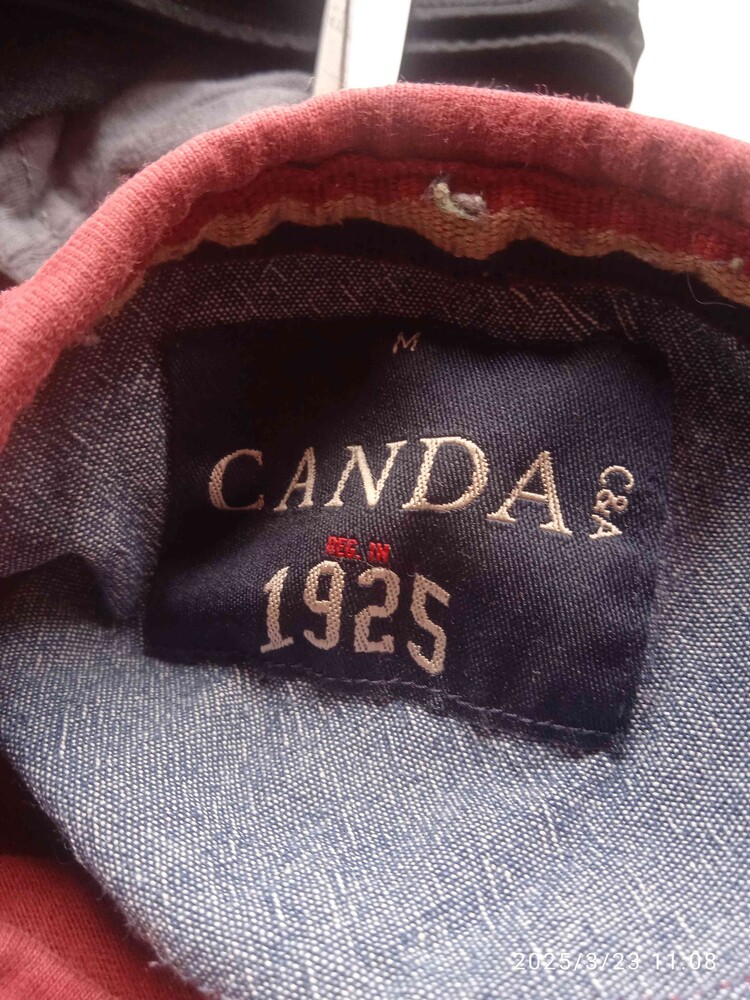 M
CANDA
C&A
REG. IN
1925
2025/3/23 11:08